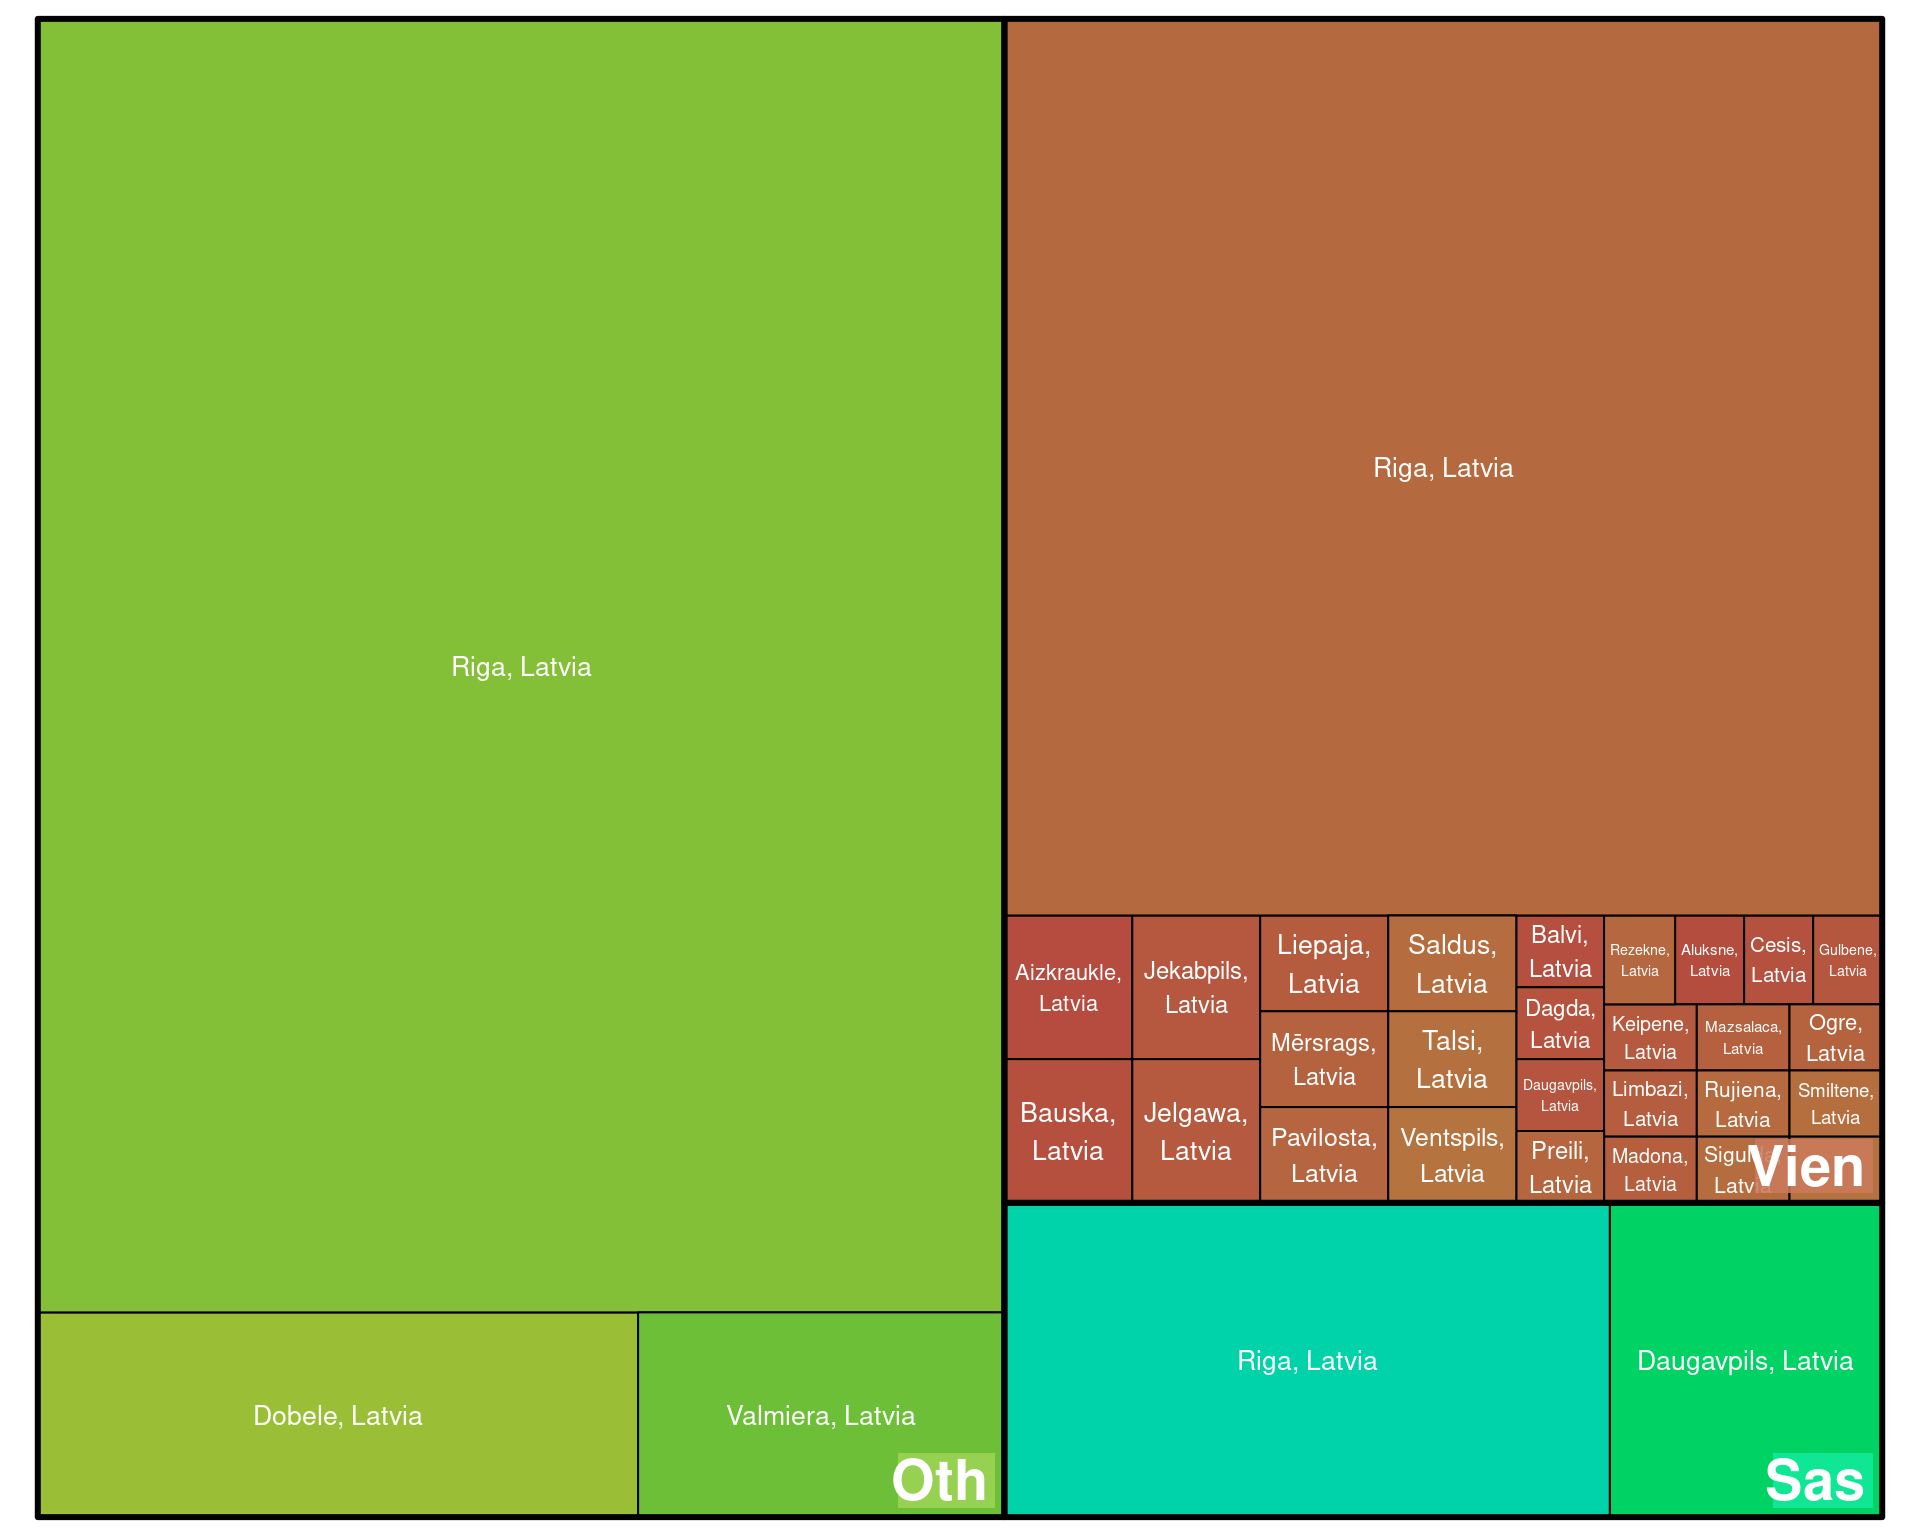 Riga, Latvia
Dobele, Latvia
Valmiera, Latvia
Oth
Riga, Latvia
Aizkraukle,
Latvia
Bauska,
Latvia
Jekabpils,
Latvia
Jelgawa,
Latvia
Liepaja,
Latvia
Mērsrags,
Latvia
Pavilosta,
Latvia
Saldus,
Latvia
Talsi,
Latvia
Ventspils,
Latvia
Balvi,
Latvia
Dagda,
Latvia
Daugavpils,
Latvia
Preili,
Latvia
Rezekne,
Latvia
Aluksne,
Latvia
Cesis,
Latvia
Gulbene,
Latvia
Keipene,
Latvia
Mazsalaca,
Latvia
Ogre,
Latvia
Limbazi,
Latvia
Rujiena,
Latvia
Smiltene,
Latvia
Madona,
Latvia
Vien
Riga, Latvia
Daugavpils, Latvia
Sas